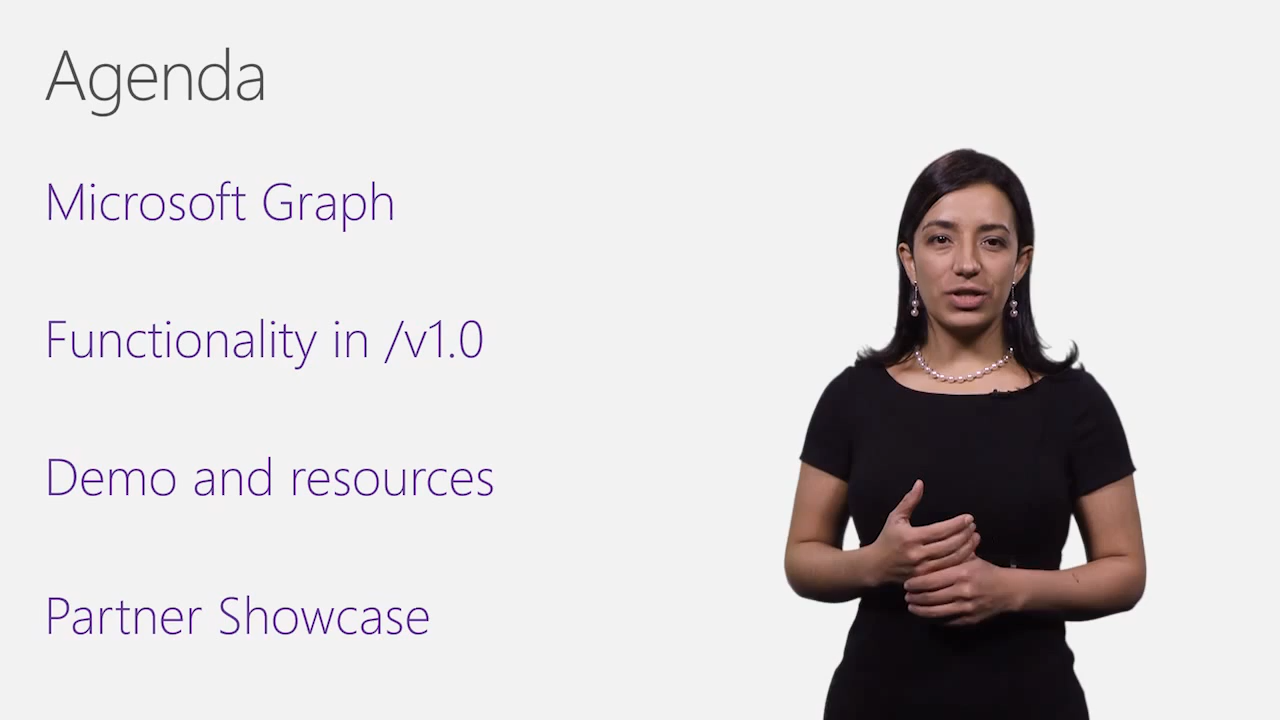 Agenda
Microsoft Graph
Functionality in /v1.0
Demo and resources
Partner Showcase